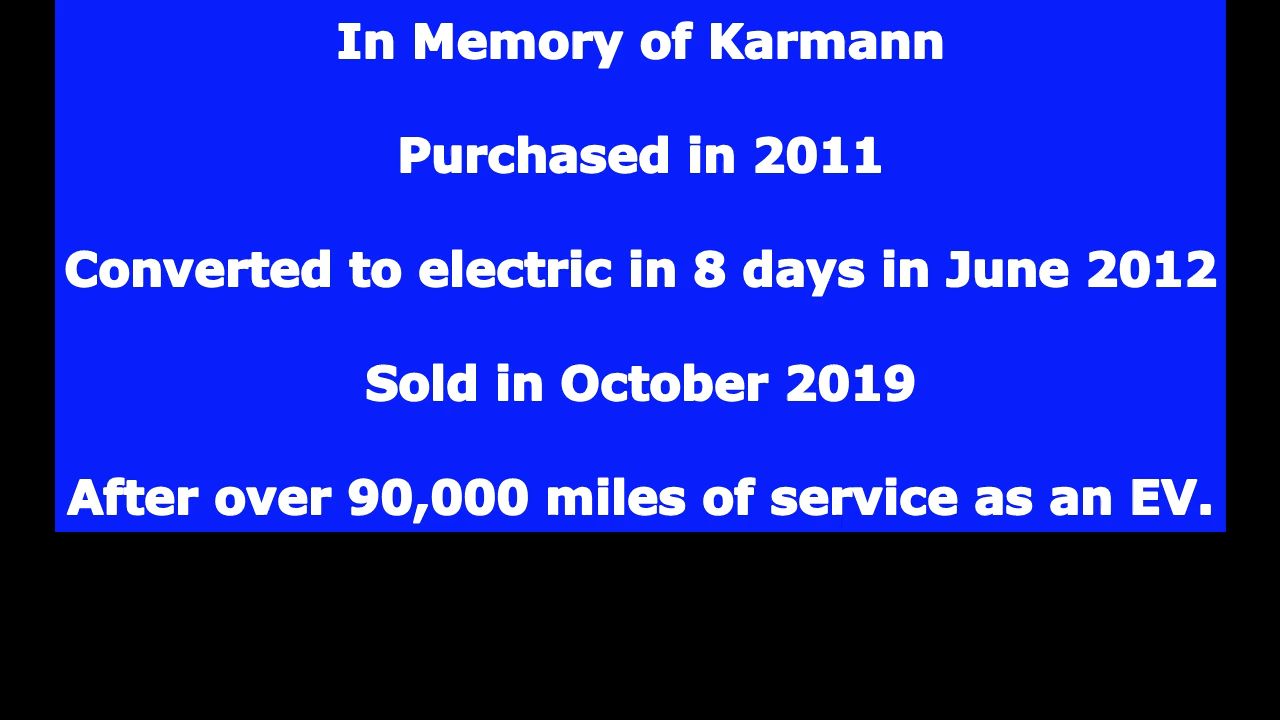 In Memory of Karmann
Purchased in 2011
Converted to electric in 8 days in June 2012
Sold in October 2019
After over 90,000 miles of service as an EV.